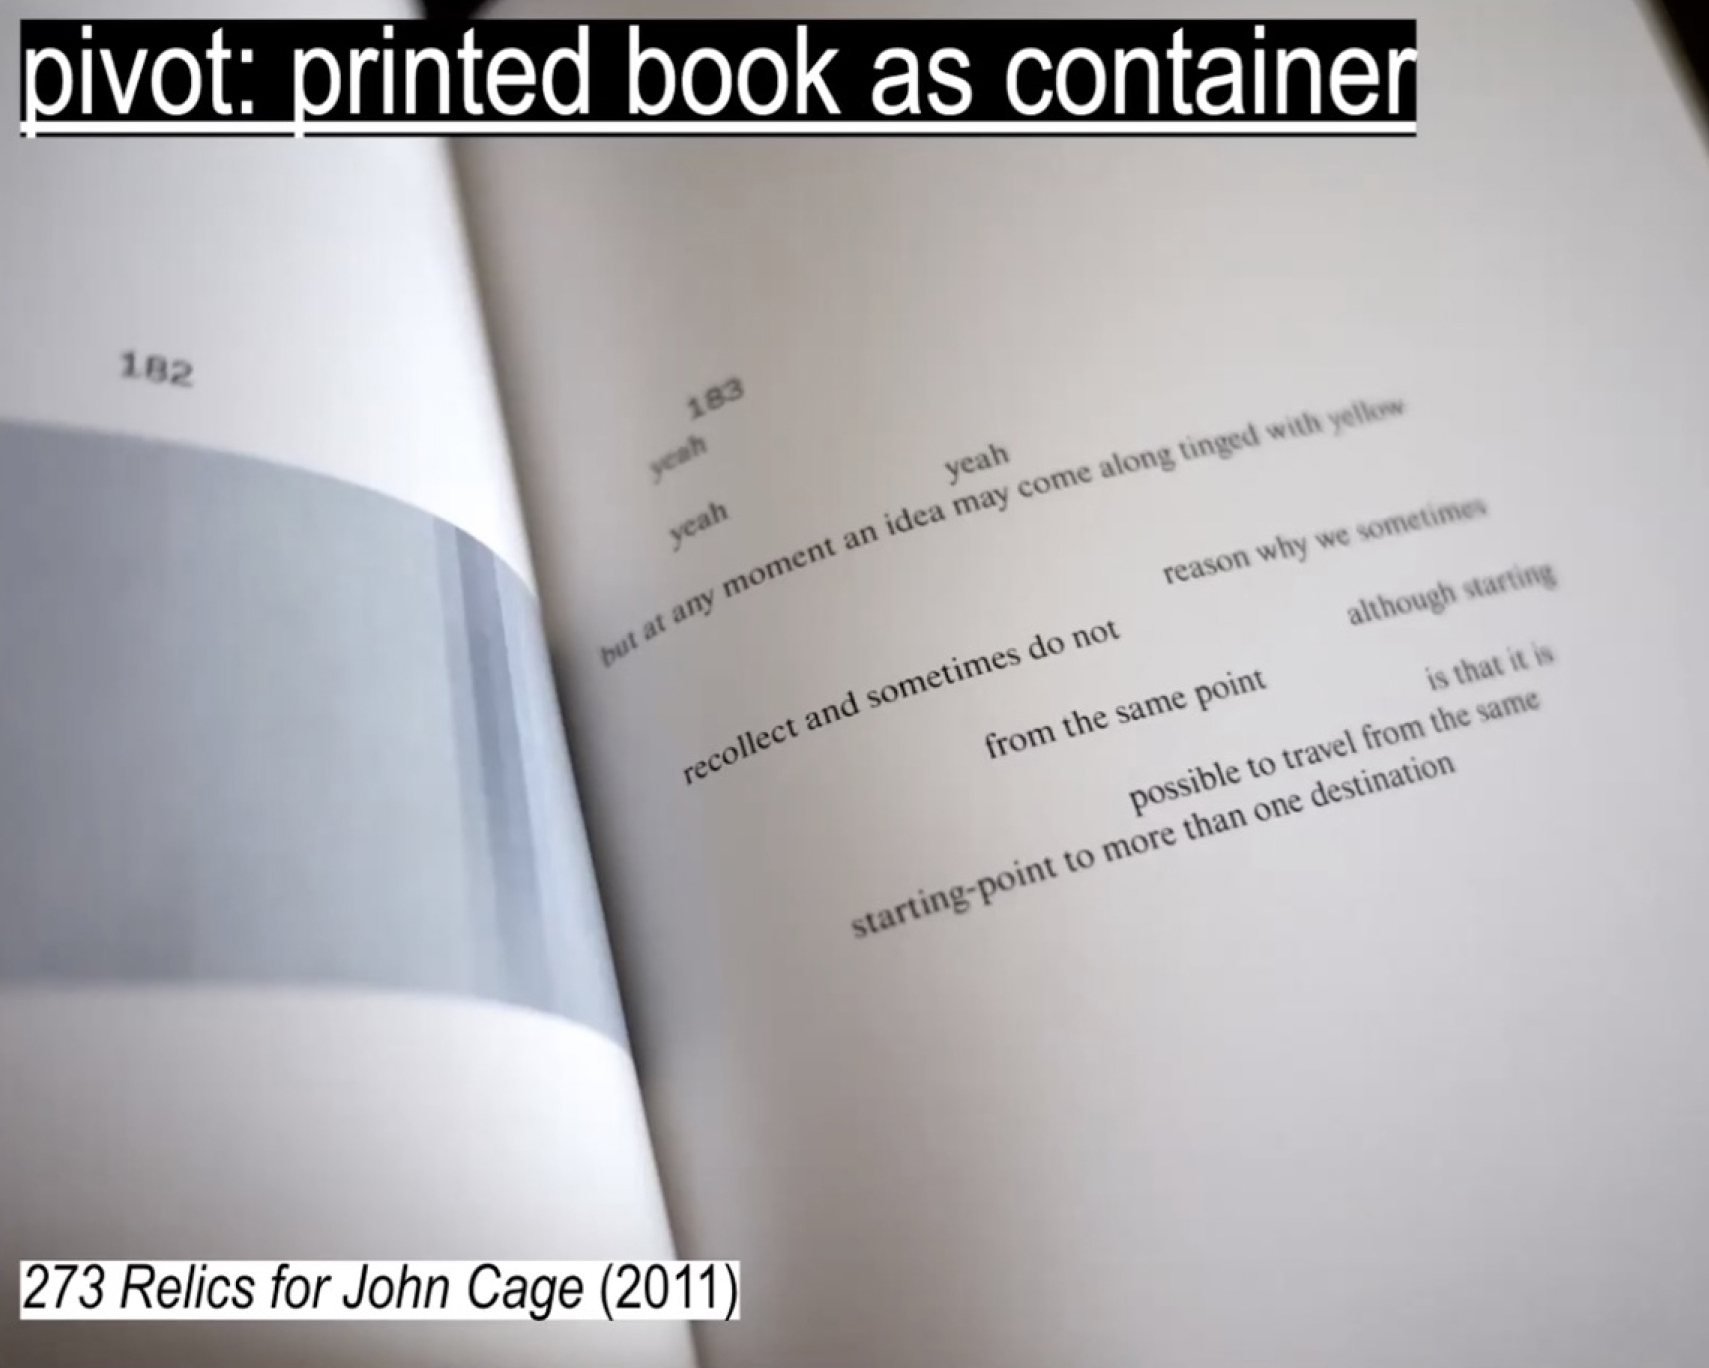 pivot: printed book as container
182
183
yeah
yeah
yeah
but at any moment an idea may come along tinged with yellow
reason why we sometimes
recollect and sometimes do not
although starting
from the same point
is that it is
possible to travel from the same
starting-point to more than one destination
273 Relics for John Cage (2011)